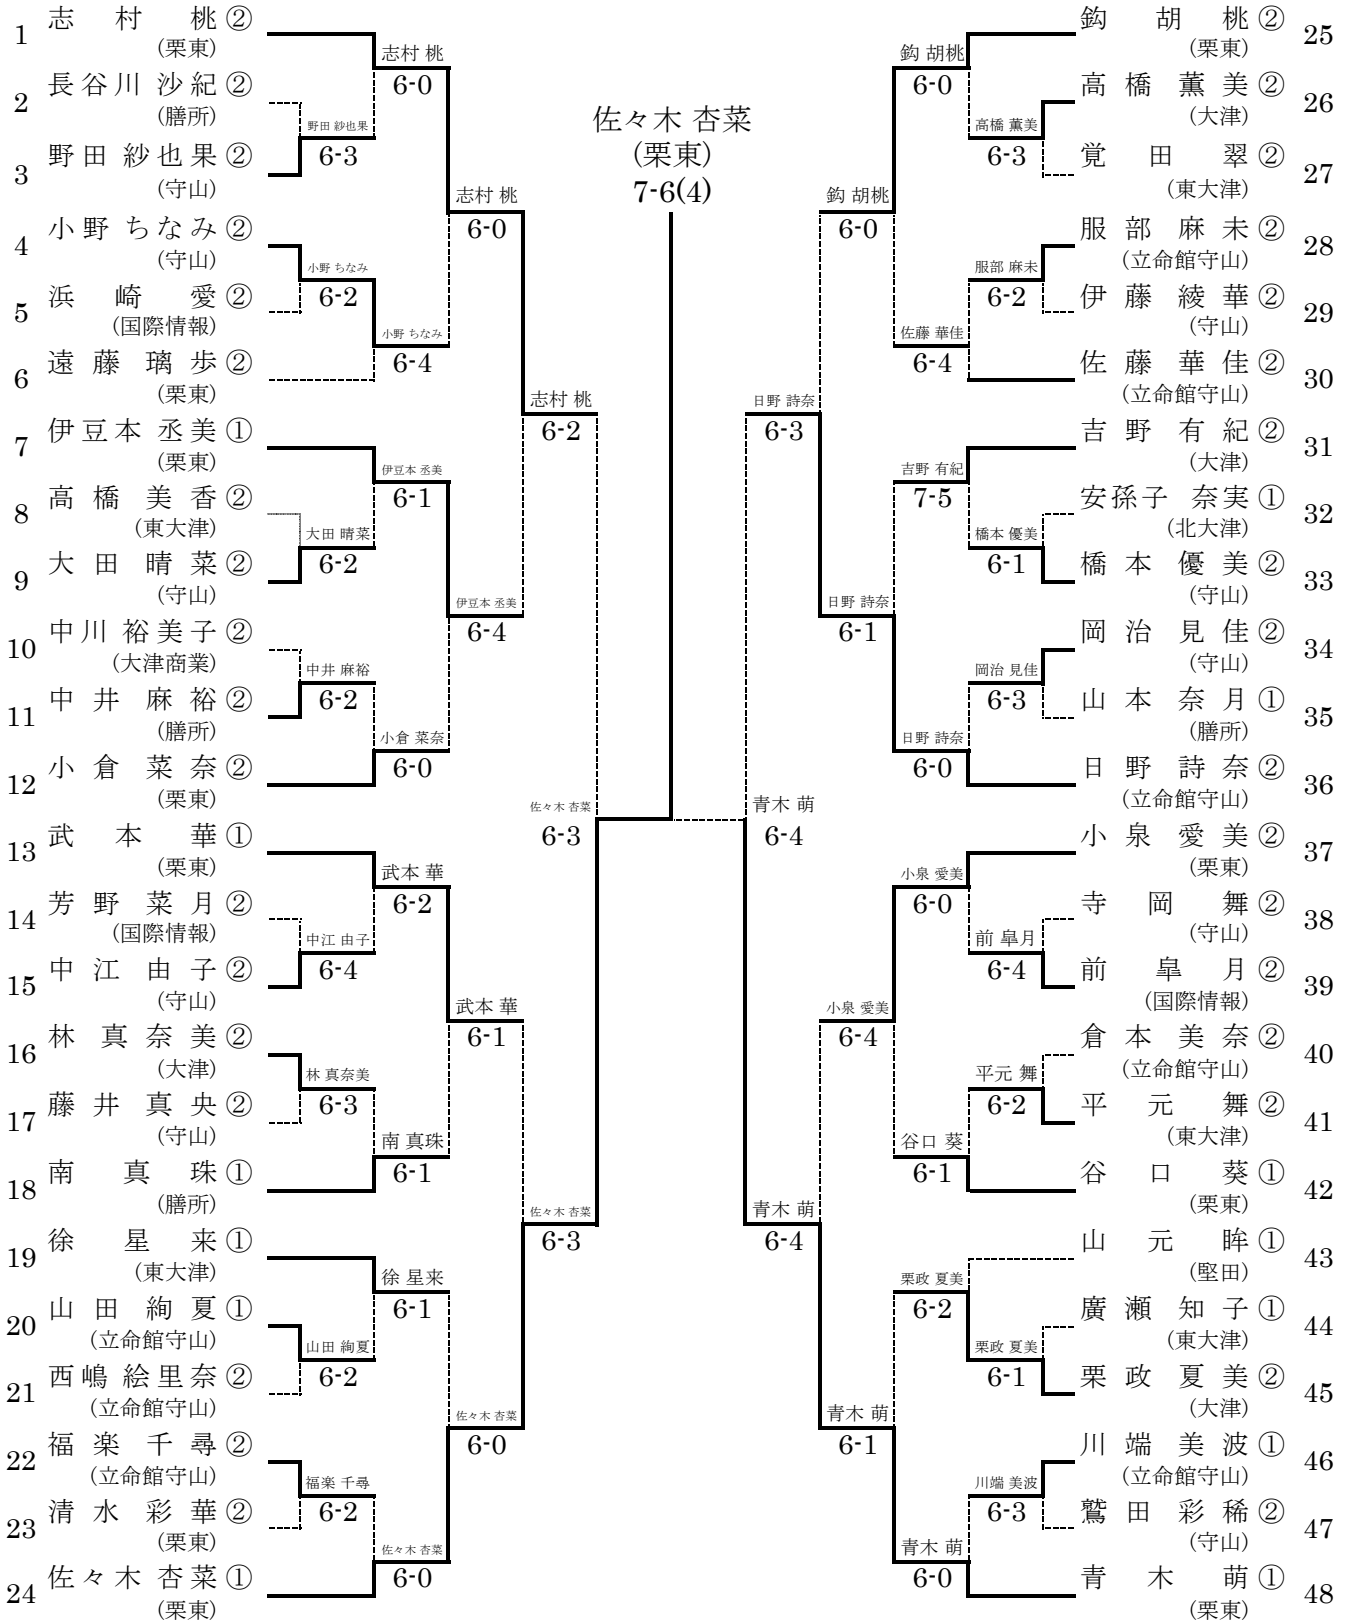 1 志村 桃②
(栗東)
2 長谷川 沙紀②
(膳所)
3 野田 紗也果②
(守山)
4 小野 ちなみ②
(守山)
5 浜崎 愛②
(国際情報)
6 遠藤 璃歩②
(栗東)
7 伊豆本 丞美①
(栗東)
8 高橋 美香②
(東大津)
9 大田 晴菜②
(守山)
10 中川 裕美子②
(大津商業)
11 中井 麻裕②
(膳所)
12 小倉 菜奈②
(栗東)
13 武本 華①
(栗東)
14 芳野 菜月②
(国際情報)
15 中江 由子②
(守山)
16 林 真奈美②
(大津)
17 藤井 真央②
(守山)
18 南 真珠①
(膳所)
19 徐 星来①
(東大津)
20 山田 絢夏①
(立命館守山)
21 西嶋 絵里奈②
(立命館守山)
22 福楽 千尋②
(立命館守山)
23 清水 彩華②
(栗東)
24 佐々木 杏菜①
(栗東)
野田 紗也果
6-3
小野 ちなみ
6-2
大田 晴菜
6-2
中井 麻裕
6-2
中江 由子
6-4
林 真奈美
6-3
山田 絢夏
6-2
福楽 千尋
6-2
志村 桃
6-0
小野 ちなみ
6-4
伊豆本 丞美
6-1
小倉 菜奈
6-0
武本 華
6-2
南 真珠
6-1
徐 星来
6-1
佐々木 杏菜
6-0
志村 桃
6-0
伊豆本 丞美
6-4
武本 華
6-1
佐々木 杏菜
6-0
志村 桃
6-2
佐々木 杏菜
6-3
佐々木 杏菜
6-3
佐々木 杏菜
(栗東)
7-6(4)
青木 萌
6-4
日野 詩奈
6-3
青木 萌
6-4
鈎 胡桃
6-0
日野 詩奈
6-1
小泉 愛美
6-4
青木 萌
6-1
鈎 胡桃
6-0
佐藤 華佳
6-4
吉野 有紀
7-5
日野 詩奈
6-0
小泉 愛美
6-0
谷口 葵
6-1
栗政 夏美
6-2
青木 萌
6-0
高橋 薫美
6-3
服部 麻未
6-2
橋本 優美
6-1
岡治 見佳
6-3
前 皐月
6-4
平元 舞
6-2
栗政 夏美
6-1
川端 美波
6-3
鈎 胡桃② 25
(栗東)
高橋 薫美② 26
(大津)
覚田 翠② 27
(東大津)
服部 麻未② 28
(立命館守山)
伊藤 綾華② 29
(守山)
佐藤 華佳② 30
(立命館守山)
吉野 有紀② 31
(大津)
安孫子 奈実① 32
(北大津)
橋本 優美② 33
(守山)
岡治 見佳② 34
(守山)
山本 奈月① 35
(膳所)
日野 詩奈② 36
(立命館守山)
小泉 愛美② 37
(栗東)
寺岡 舞② 38
(守山)
前 皐月② 39
(国際情報)
倉本 美奈② 40
(立命館守山)
平元 舞② 41
(東大津)
谷口 葵① 42
(栗東)
山元 眸① 43
(堅田)
廣瀬 知子① 44
(東大津)
栗政 夏美② 45
(大津)
川端 美波① 46
(立命館守山)
鷲田 彩稀② 47
(守山)
青木 萌① 48
(栗東)